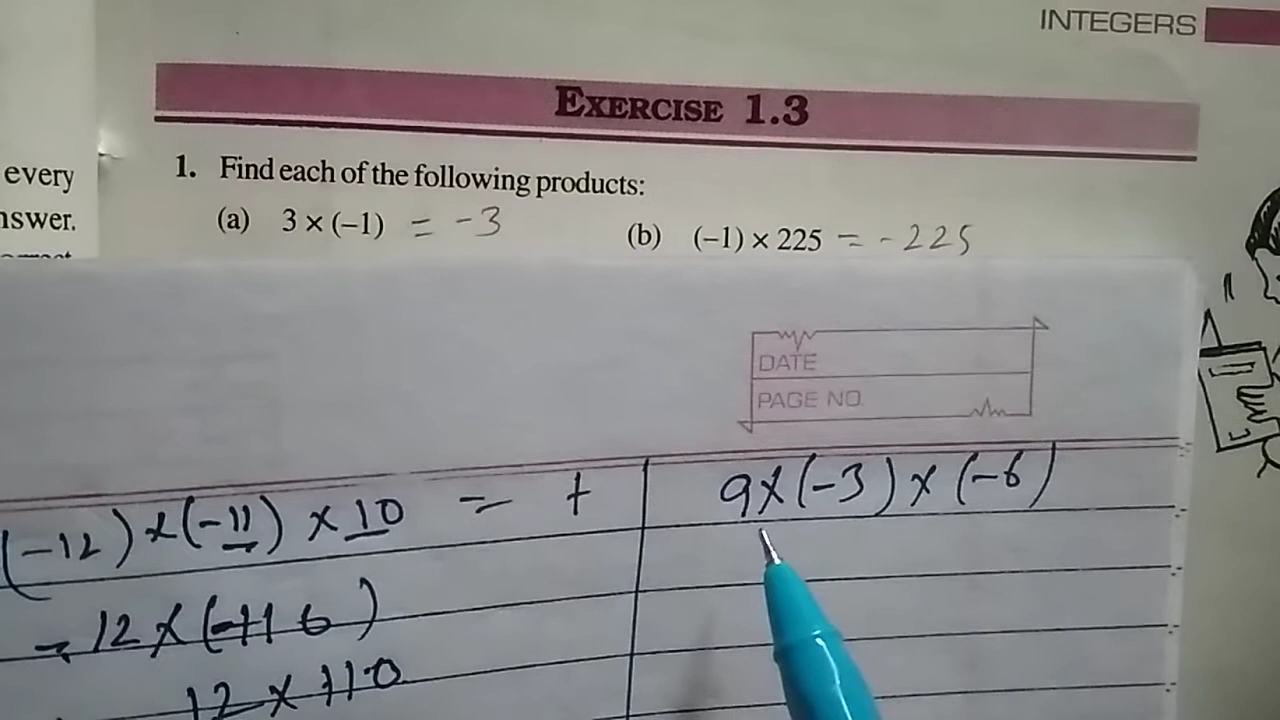 INTEGERS
EXERCISE 1.3
every
nswer.
1. Find each of the following products:
(a) 3 × (–1) = -3
(b) (–1) × 225 = -225
DATE
PAGE NO.
(-12) × (-11) × 10 = +
= 12 × (-11 0)
12 × 110
9 × (-3) × (-6)